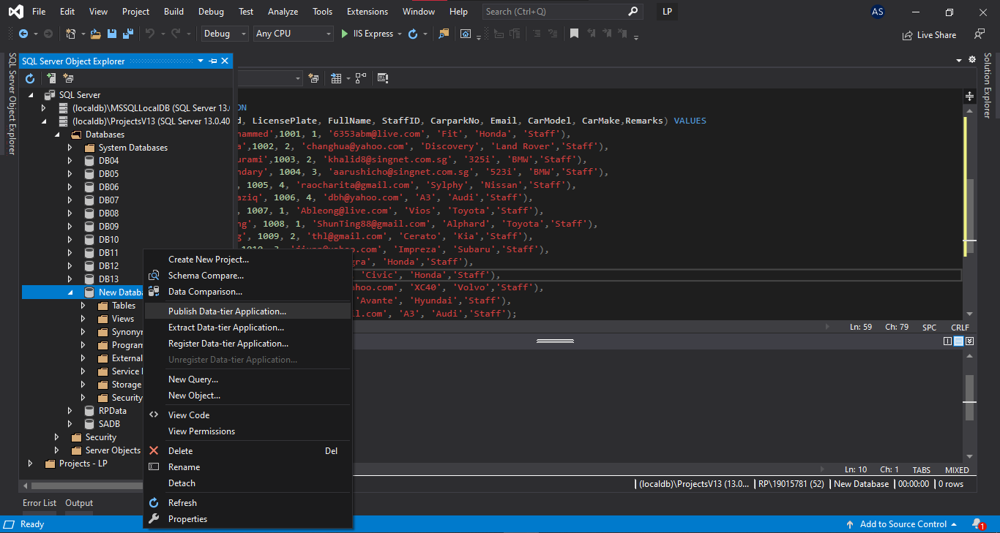 File Edit View Project Build Debug Test Analyze Tools Extensions Window Help Search (Ctrl+Q) LP AS
Debug Any CPU IIS Express Live Share
SQL Server Object Explorer
SQL Server Object Explorer
Solution Explorer
SQL Server
(localdb)\MSSQLLocalDB (SQL Server 13.
(localdb)\ProjectsV13 (SQL Server 13.0.40
Databases
System Databases
DB04
DB05
DB06
DB07
DB08
DB09
DB10
DB11
DB12
DB13
New Databa
Tables
Views
Synonyr
Program
External
Service
Storage
Security
RPData
SADB
Security
Server Objects
Projects - LP
ON
d, LicensePlate, FullName, StaffID, CarparkNo, Email, CarModel, CarMake,Remarks) VALUES
hammed',1001, 1, '6353abm@live.com', 'Fit', 'Honda', 'Staff'),
a',1002, 2, 'changhua@yahoo.com', 'Discovery', 'Land Rover','Staff'),
urami',1003, 2, 'khalid8@singnet.com.sg', '325i', 'BMW','Staff'),
ndary', 1004, 3, 'aarushicho@singnet.com.sg', '523i', 'BMW','Staff'),
, 1005, 4, 'raocharita@gmail.com', 'Sylphy', 'Nissan','Staff'),
aziq', 1006, 4, 'dbh@yahoo.com', 'A3', 'Audi','Staff'),
, 1007, 1, 'Ableong@live.com', 'Vios', 'Toyota','Staff'),
ng', 1008, 1, 'ShunTing88@gmail.com', 'Alphard', 'Toyota','Staff')
g', 1009, 2, 'thl@gmail.com', 'Cerato', 'Kia','Staff'),
'Impreza', 'Subaru','Staff'),
gra', 'Honda','Staff'),
'Civic', 'Honda','Staff'),
ahoo.com', 'XC40', 'Volvo','Staff'),
'Avante', 'Hyundai','Staff'),
l.com', 'A3', 'Audi','Staff');
Ln: 59 Ch: 79 SPC CRLF
Create New Project...
Schema Compare...
Data Comparison...
Publish Data-tier Application...
Extract Data-tier Application...
Register Data-tier Application...
Unregister Data-tier Application...
New Query...
New Object...
View Code
View Permissions
Delete Del
Rename
Detach
Refresh
Properties
Ln: 10 Ch: 1 TABS MIXED
(localdb)\ProjectsV13 (13.0... RP\19015781 (52) New Database 00:00:00 0 rows
Error List Output
Ready Add to Source Control 1